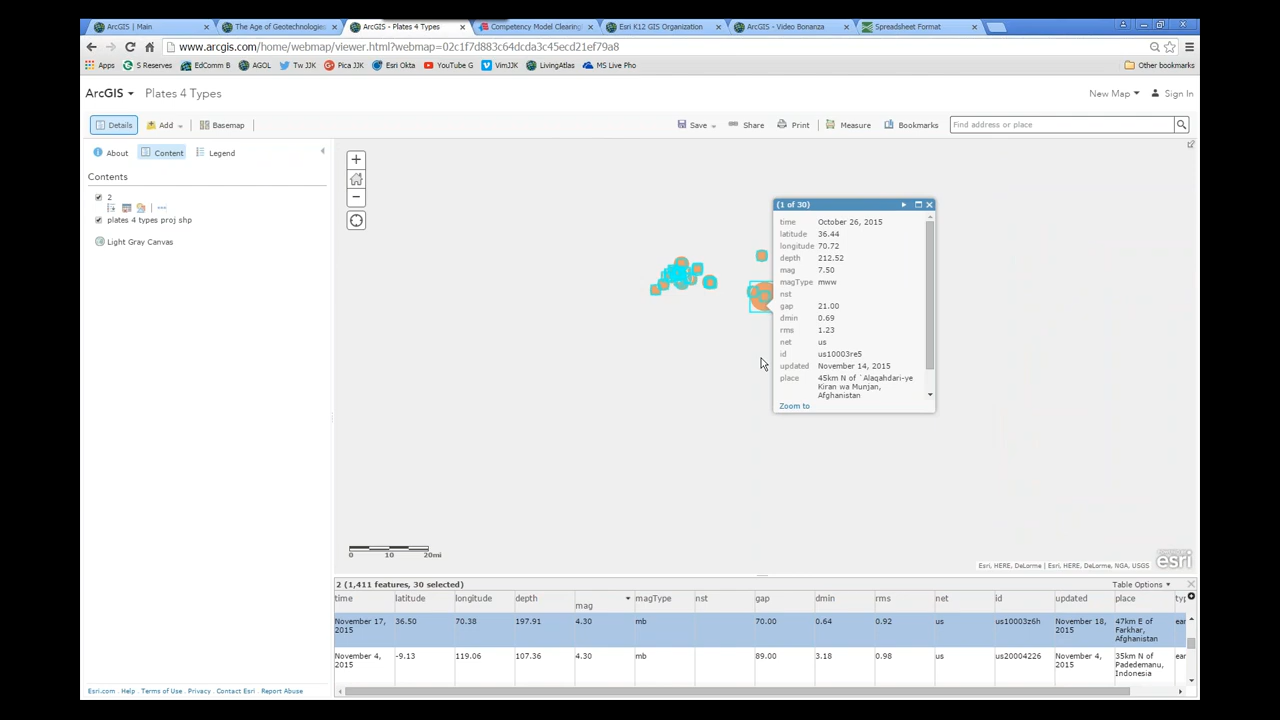 ArcGIS | Main
The Age of Geotechnologies
ArcGIS - Plates 4 Types
Competency Model Clearing
Esri K12 GIS Organization
ArcGIS - Video Bonanza
Spreadsheet Format
www.arcgis.com/home/webmap/viewer.html?webmap=02c1f7d883c64dcda3c45ecd21ef79a8
Apps S Reserves EdComm B AGOL Tw JJK Pica JJK Esri Okta YouTube G VimJJK LivingAtlas MS Live Pho Other bookmarks
ArcGIS Plates 4 Types New Map Sign In
Details Add Basemap Save Share Print Measure Bookmarks Find address or place
About Content Legend
Contents
2
plates 4 types proj shp
Light Gray Canvas
(1 of 30)
time October 26, 2015
latitude 36.44
longitude 70.72
depth 212.52
mag 7.50
magType mww
nst
gap 21.00
dmin 0.69
rms 1.23
net us
id us10003re5
updated November 14, 2015
place 45km N of `Alaqahdari-ye
Kiran wa Munjan,
Afghanistan
Zoom to
0 10 20mi
Esri, HERE, DeLorme | Esri, HERE, DeLorme, NGA, USGS
esri
2 (1,411 features, 30 selected) Table Options
time latitude longitude depth mag magType nst gap dmin rms net id updated place typ
November 17, 2015 36.50 70.38 197.91 4.30 mb 70.00 0.64 0.92 us us10003z6h November 18, 2015 47km E of Farkhar, Afghanistan ear
November 4, 2015 -9.13 119.06 107.36 4.30 mb 89.00 3.18 0.98 us us20004226 November 4, 2015 35km N of Padedemanu, Indonesia ear
Esri.com . Help . Terms of Use . Privacy . Contact Esri . Report Abuse